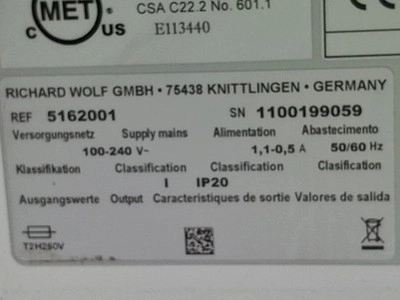 MET
C US
CSA C22.2 No. 601.1
E113440
C
RICHARD WOLF GMBH • 75438 KNITTLINGEN • GERMANY
REF 5162001 SN 1100199059
Versorgungsnetz Supply mains Alimentation Abastecimento
100-240 V~ 1,1-0,5 A 50/60 Hz
Klassifikation Classification Classification Clasificación
I IP20
Ausgangswerte Output Caracteristiques de sortie Valores de salida
T2H250V